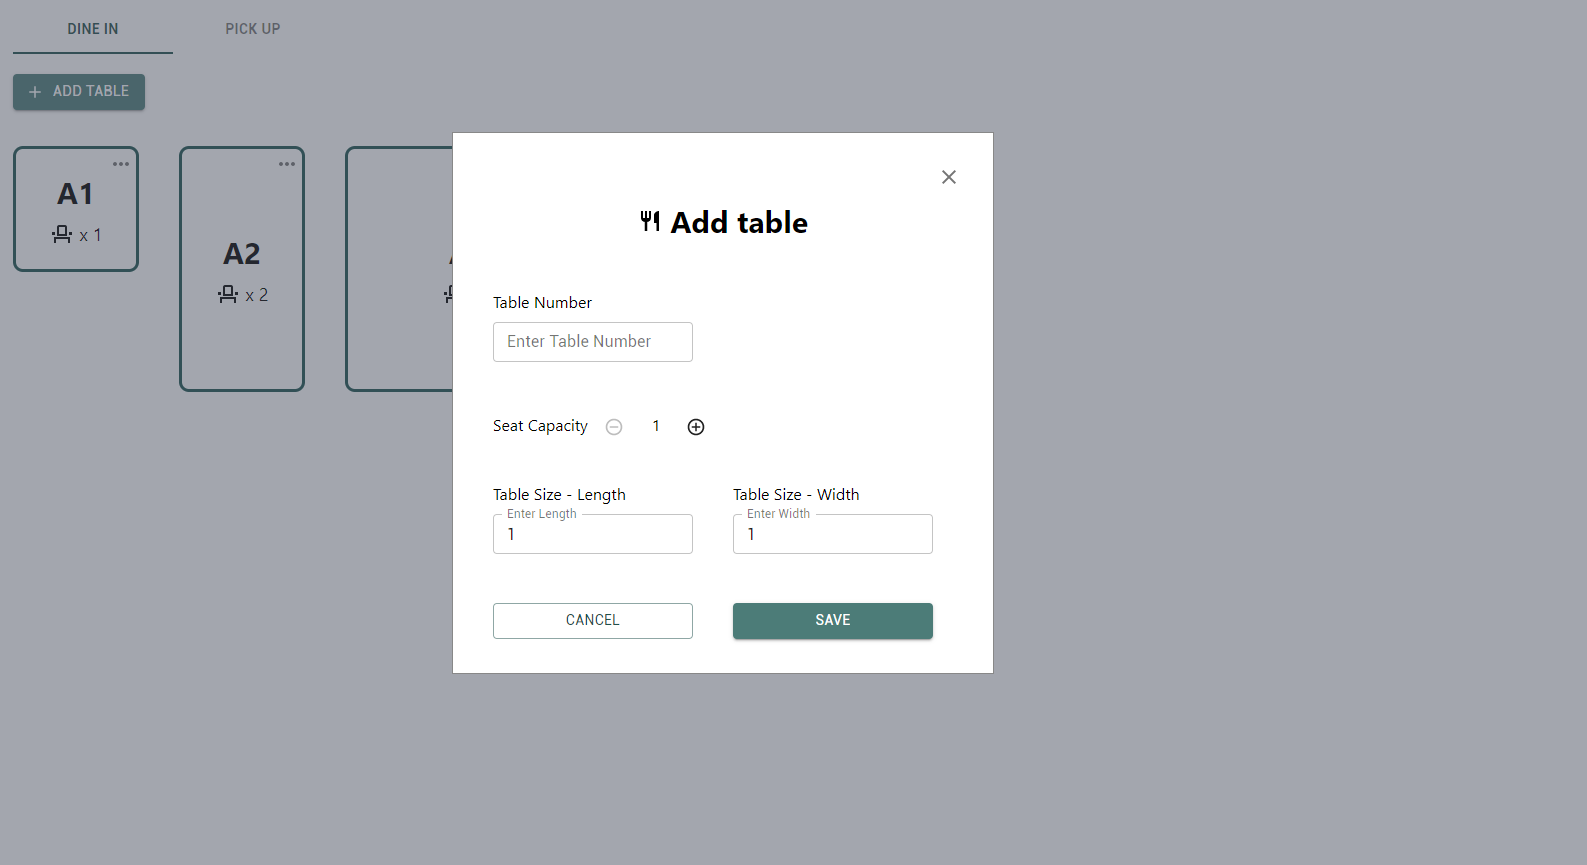 DINE IN
PICK UP
+ ADD TABLE
A1
x 1
A2
x 2
Add table
Table Number
Enter Table Number
Seat Capacity
1
Table Size - Length
Table Size - Width
Enter Length
Enter Width
1
1
CANCEL
SAVE